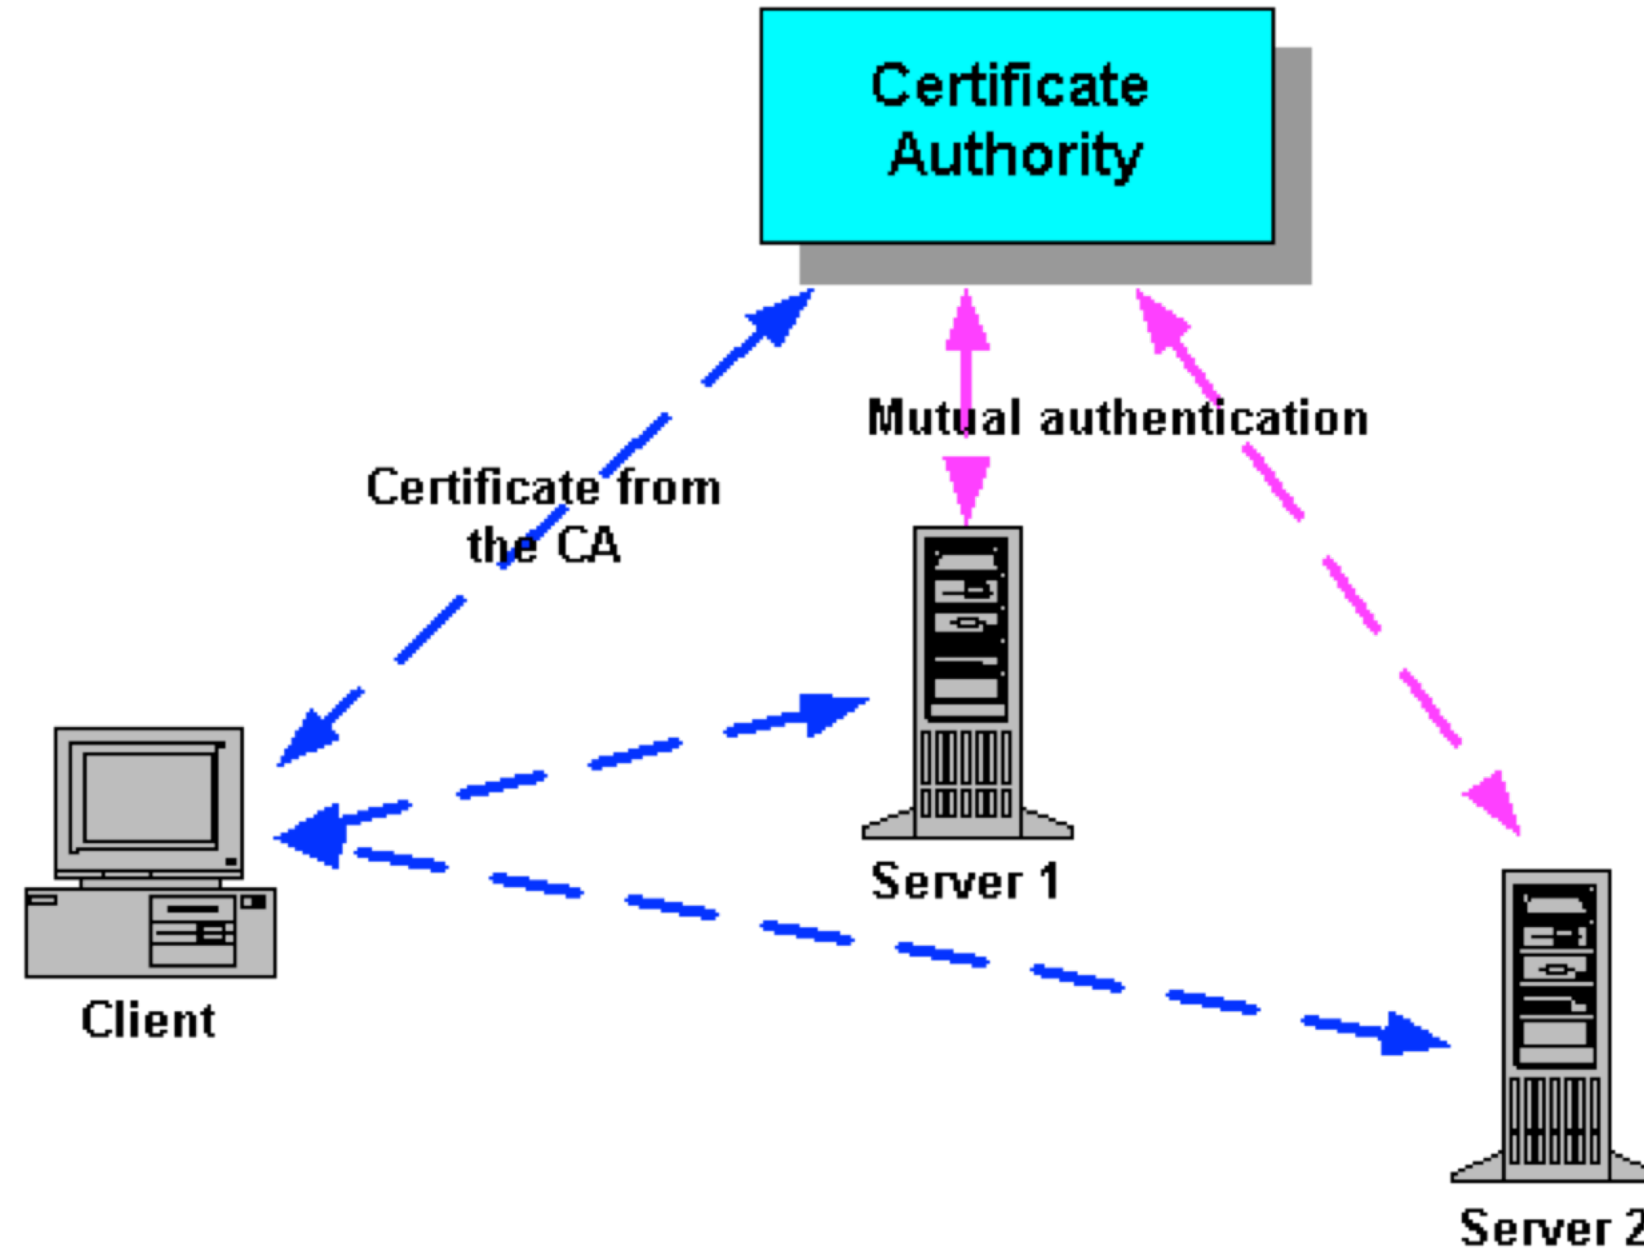 Certificate
Authority
Mutual authentication
Certificate from
the CA
Server 1
Client
Server 2